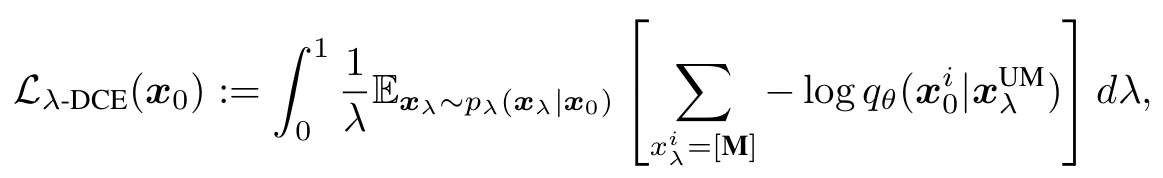 $$\mathcal{L}_{\lambda\text{-DCE}}(\boldsymbol{x}_0) := \int_0^1 \frac{1}{\lambda} \mathbb{E}_{\boldsymbol{x}_\lambda \sim p_\lambda(\boldsymbol{x}_\lambda|\boldsymbol{x}_0)} \left[ \sum_{x_\lambda^i = [\mathbf{M}]} -\log q_\theta(\boldsymbol{x}_0^i|\boldsymbol{x}_\lambda^{\text{UM}}) \right] d\lambda,$$